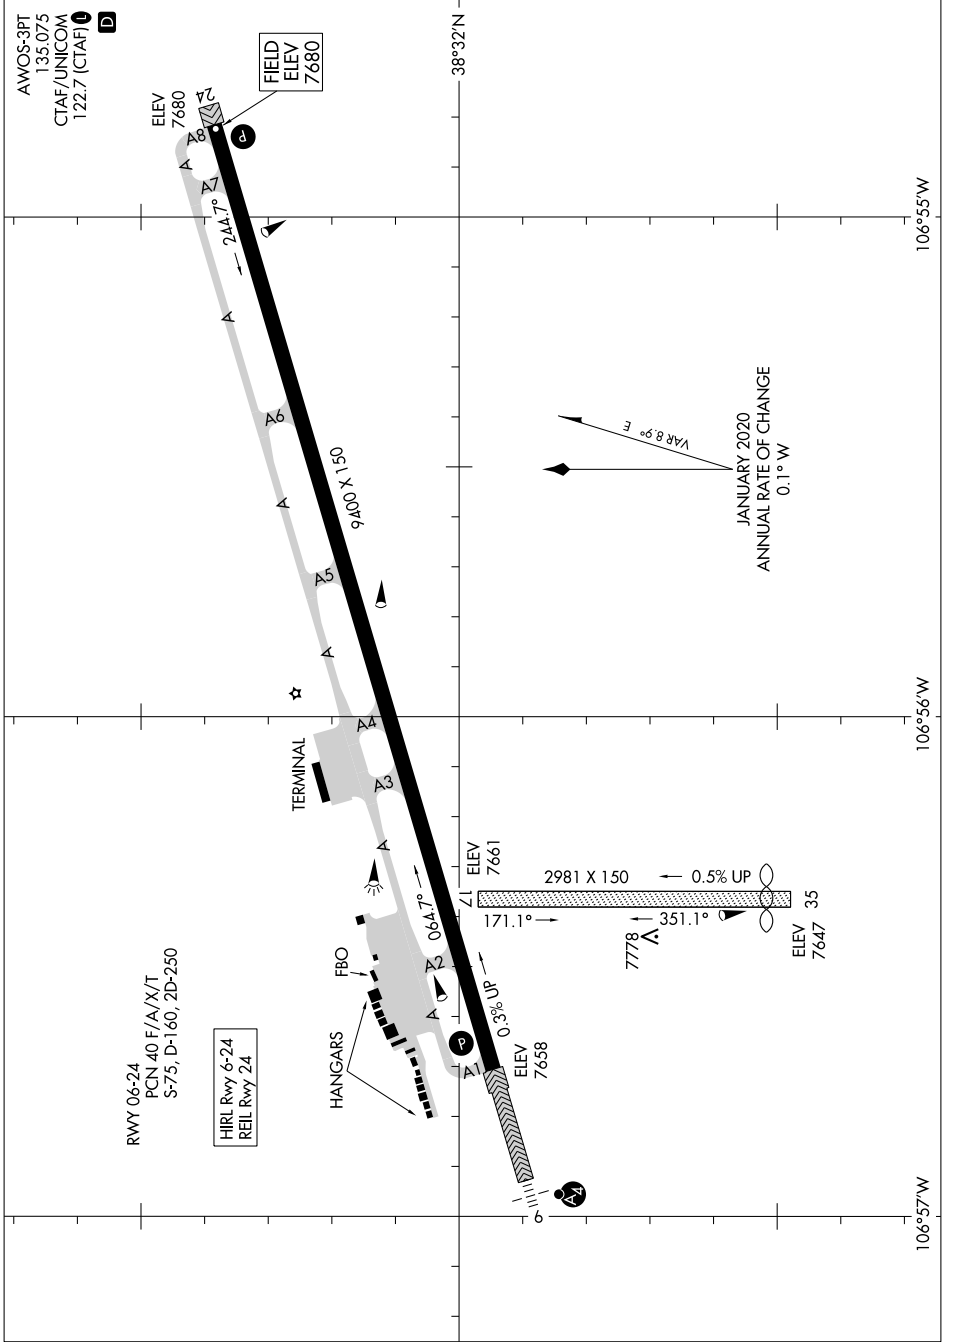 AWOS-3PT
135.075
CTAF/UNICOM
122.7 (CTAF) L
D
FIELD
ELEV
7680
ELEV
7680
24
A8
A
A7
P
244.7°
A
A6
A
9400 X 150
A5
A
A4
TERMINAL
A3
A
064.7°
A2
FBO
A
HANGARS
P
A1
0.3% UP
ELEV
7658
6
A4
RWY 06-24
PCN 40 F/A/X/T
S-75, D-160, 2D-250
HIRL Rwy 6-24
REIL Rwy 24
ELEV
7661
17
2981 X 150
0.5% UP
171.1°
351.1°
7778
35
ELEV
7647
VAR 8.9° E
JANUARY 2020
ANNUAL RATE OF CHANGE
0.1° W
38°32'N
106°55'W
106°56'W
106°57'W